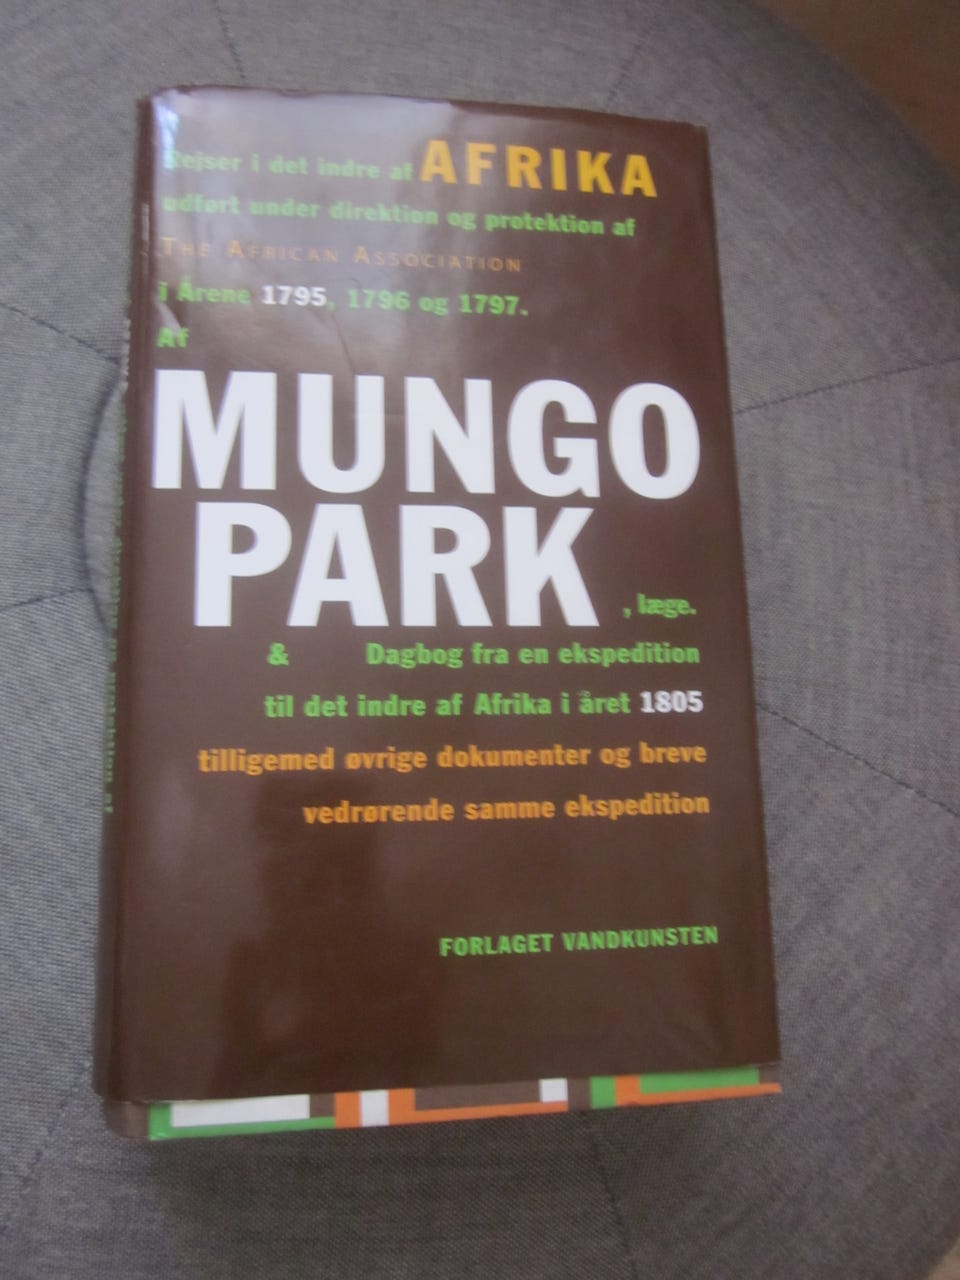 Rejser i det indre af AFRIKA
udført under direktion og protektion af
THE AFRICAN ASSOCIATION
i Årene 1795, 1796 og 1797.
Af
MUNGO
PARK
, læge.
& Dagbog fra en ekspedition
til det indre af Afrika i året 1805
tilligemed øvrige dokumenter og breve
vedrørende samme ekspedition
FORLAGET VANDKUNSTEN